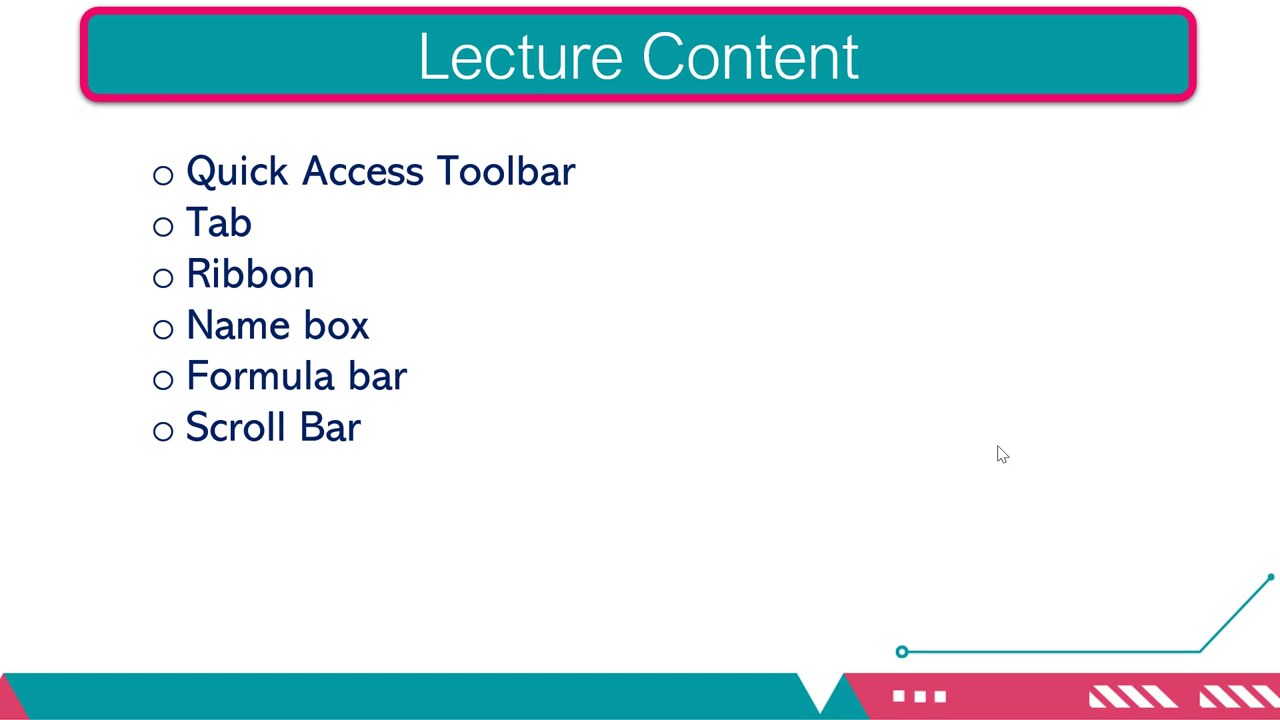 Lecture Content
Quick Access Toolbar
Tab
Ribbon
Name box
Formula bar
Scroll Bar